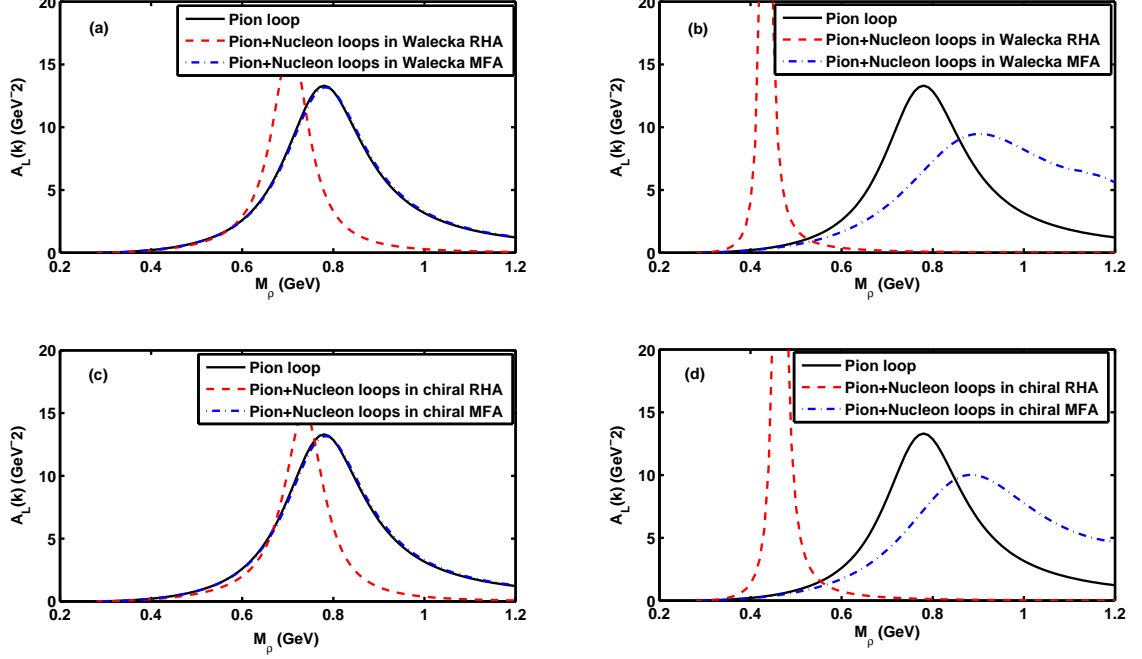 (a)
Pion loop
Pion+Nucleon loops in Walecka RHA
Pion+Nucleon loops in Walecka MFA
20
15
10
5
0
A_L(k) (GeV^-2)
0.2 0.4 0.6 0.8 1 1.2
M_ρ (GeV)
(b)
Pion loop
Pion+Nucleon loops in Walecka RHA
Pion+Nucleon loops in Walecka MFA
20
15
10
5
0
A_L(k) (GeV^-2)
0.2 0.4 0.6 0.8 1 1.2
M_ρ (GeV)
(c)
Pion loop
Pion+Nucleon loops in chiral RHA
Pion+Nucleon loops in chiral MFA
20
15
10
5
0
A_L(k) (GeV^-2)
0.2 0.4 0.6 0.8 1 1.2
M_ρ (GeV)
(d)
Pion loop
Pion+Nucleon loops in chiral RHA
Pion+Nucleon loops in chiral MFA
20
15
10
5
0
A_L(k) (GeV^-2)
0.2 0.4 0.6 0.8 1 1.2
M_ρ (GeV)